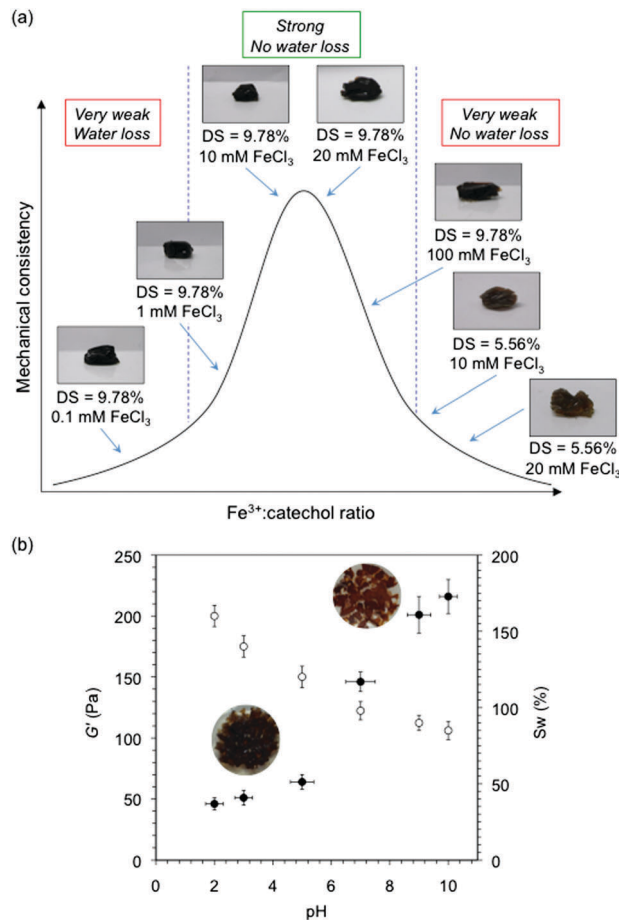 (a)
Strong
No water loss
Very weak
Water loss
Very weak
No water loss
DS = 9.78%
10 mM FeCl₃
DS = 9.78%
20 mM FeCl₃
DS = 9.78%
100 mM FeCl₃
DS = 9.78%
1 mM FeCl₃
DS = 5.56%
10 mM FeCl₃
DS = 9.78%
0.1 mM FeCl₃
DS = 5.56%
20 mM FeCl₃
Mechanical consistency
Fe³⁺:catechol ratio
(b)
250
200
150
100
50
0
G' (Pa)
200
150
100
50
0
Sw (%)
0 2 4 6 8 10
pH